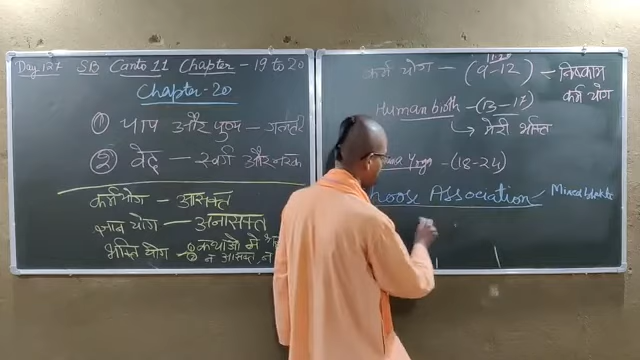 Day 127 SB Canto 11 Chapter - 19 to 20
Chapter-20
① पाप और पुण्य - गलती
② वेद - स्वर्ग और नरक
कर्मयोग - आसक्त
ज्ञान योग - अनासक्त
भक्ति योग - कथाओं में
न आसक्त, न
कर्म योग - (9-12) - निष्काम
कर्म योग
Human birth - (13-17)
→ मेरी भक्ति
Yoga - (18-24)
Choose Association